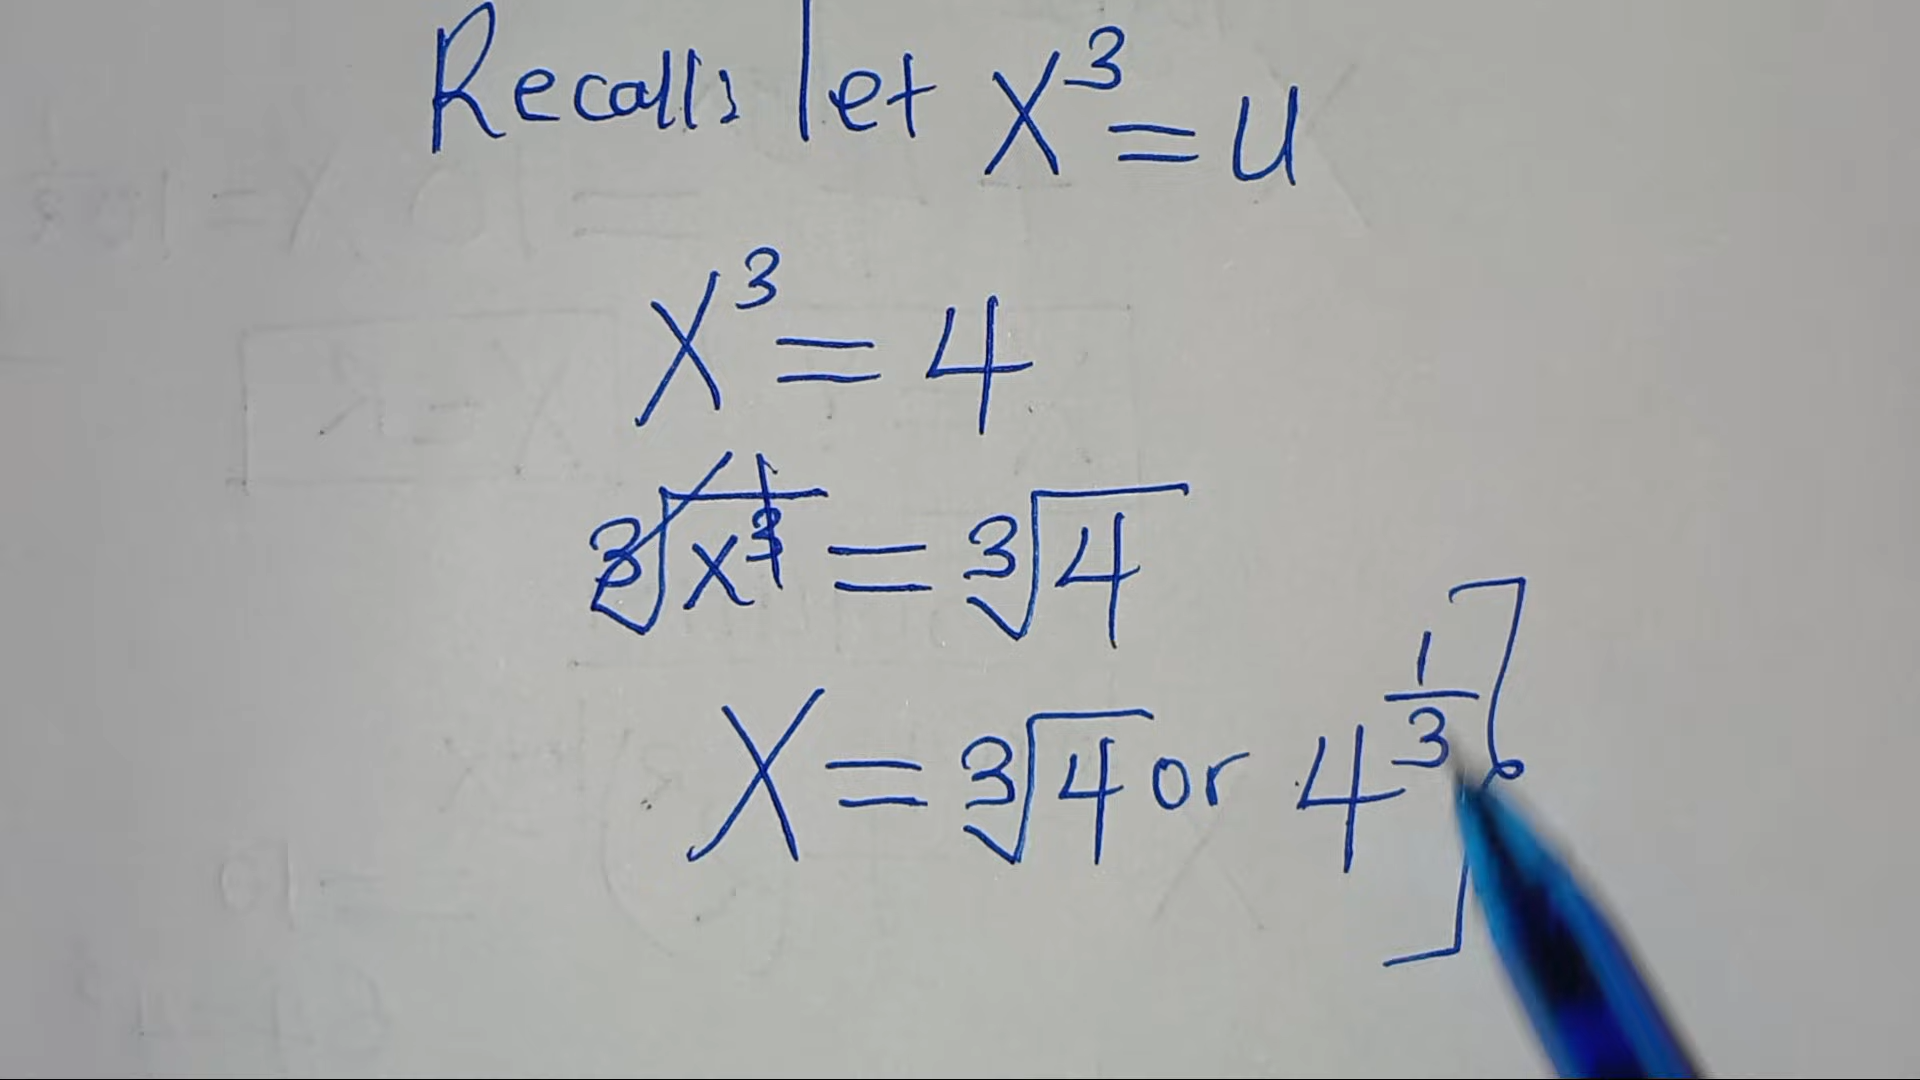 Recall: let X³ = u
X³ = 4
∛x³ = ∛4
X = ∛4 or 4^(1/3)